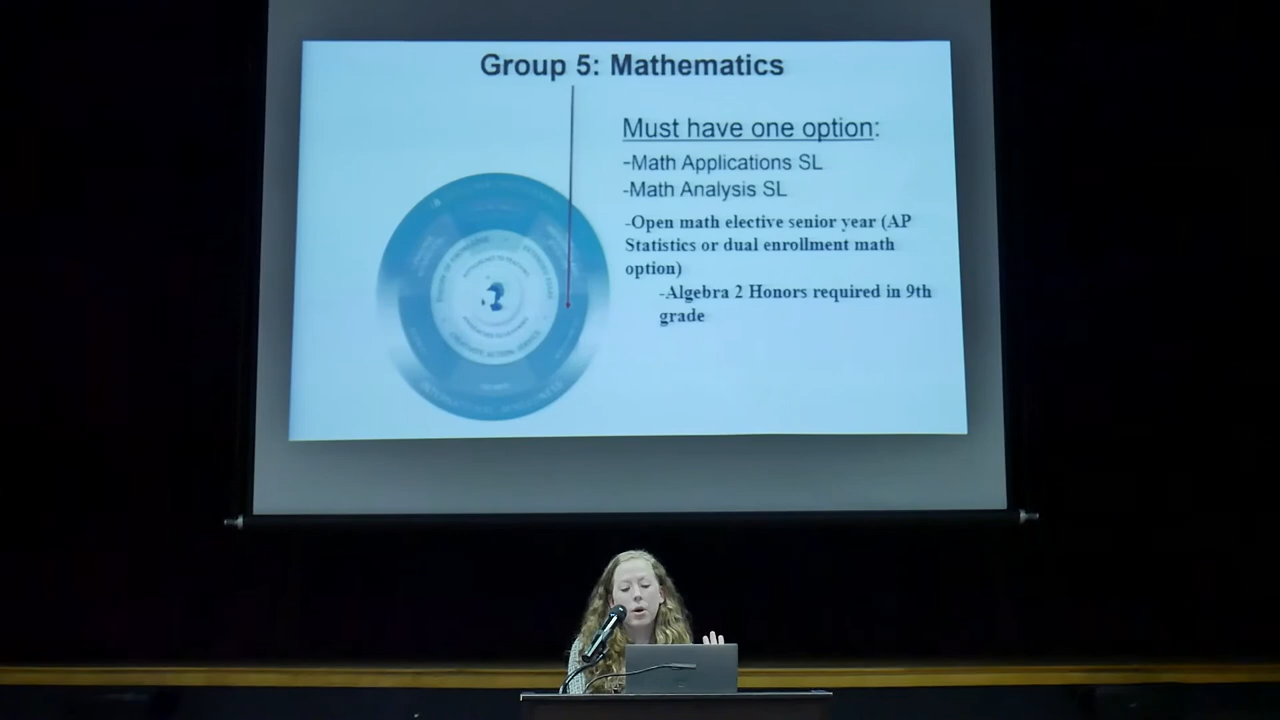 Group 5: Mathematics
Must have one option:
-Math Applications SL
-Math Analysis SL
-Open math elective senior year (AP
Statistics or dual enrollment math
option)
-Algebra 2 Honors required in 9th
grade